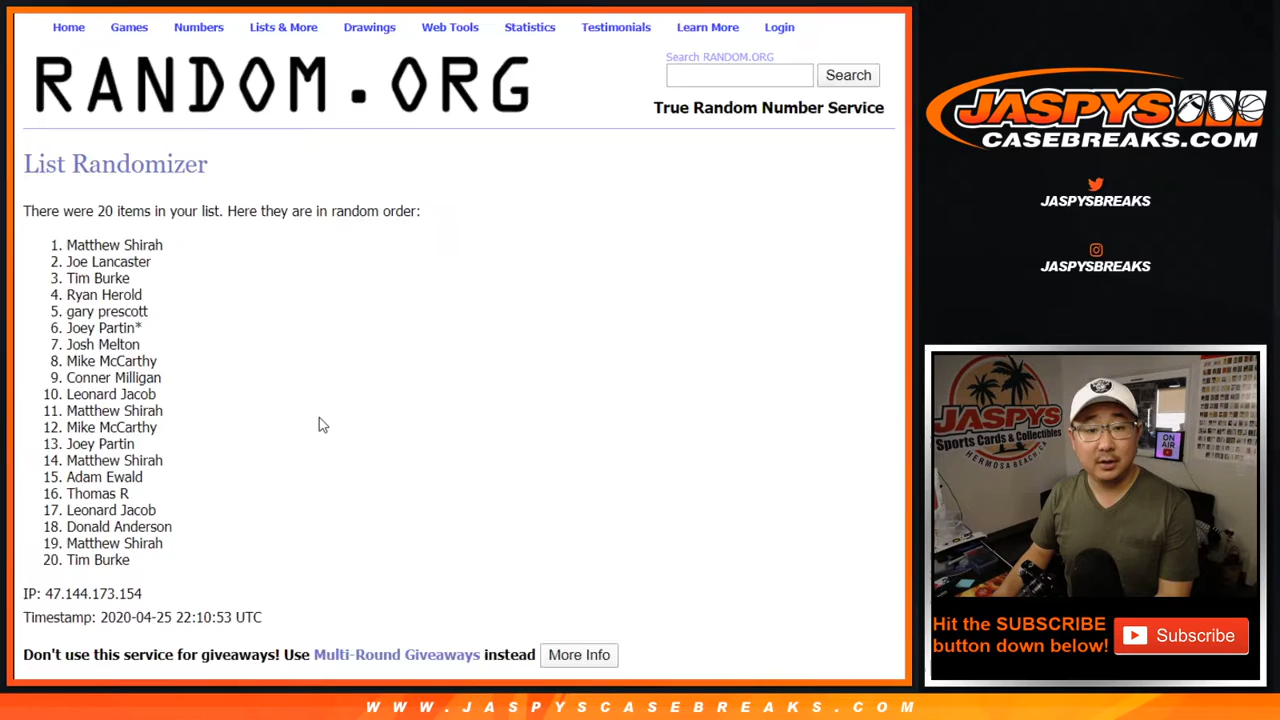 Home Games Numbers Lists & More Drawings Web Tools Statistics Testimonials Learn More Login
RANDOM.ORG
Search RANDOM.ORG
Search
True Random Number Service
List Randomizer
There were 20 items in your list. Here they are in random order:
1. Matthew Shirah
2. Joe Lancaster
3. Tim Burke
4. Ryan Herold
5. gary prescott
6. Joey Partin*
7. Josh Melton
8. Mike McCarthy
9. Conner Milligan
10. Leonard Jacob
11. Matthew Shirah
12. Mike McCarthy
13. Joey Partin
14. Matthew Shirah
15. Adam Ewald
16. Thomas R
17. Leonard Jacob
18. Donald Anderson
19. Matthew Shirah
20. Tim Burke
IP: 47.144.173.154
Timestamp: 2020-04-25 22:10:53 UTC
Don't use this service for giveaways! Use Multi-Round Giveaways instead More Info
JASPYS
CASEBREAKS.COM
JASPYSBREAKS
JASPYSBREAKS
JASPYS
Sports Cards & Collectibles
HERMOSA BEACH, CA
ON AIR
Hit the SUBSCRIBE
button down below!
Subscribe
WWW.JASPYSCASEBREAKS.COM